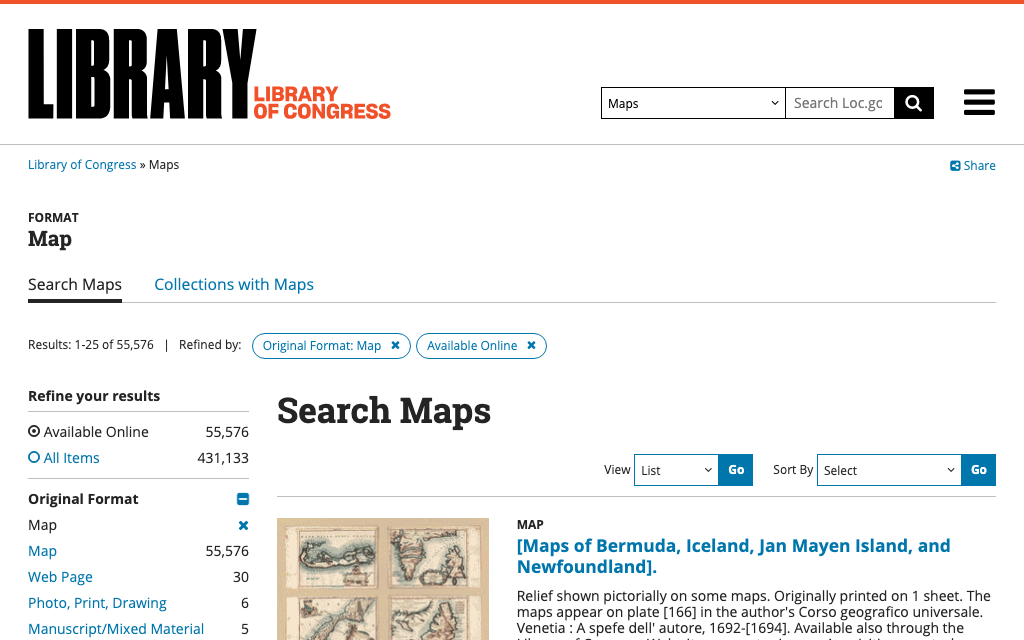 LIBRARY
LIBRARY
OF CONGRESS
Maps
Search Loc.go
Library of Congress » Maps
Share
FORMAT
Map
Search Maps
Collections with Maps
Results: 1-25 of 55,576 | Refined by:
Original Format: Map
Available Online
Refine your results
Available Online 55,576
All Items 431,133
Original Format
Map
Map 55,576
Web Page 30
Photo, Print, Drawing 6
Manuscript/Mixed Material 5
Search Maps
View List Go
Sort By Select Go
MAP
[Maps of Bermuda, Iceland, Jan Mayen Island, and
Newfoundland].
Relief shown pictorially on some maps. Originally printed on 1 sheet. The
maps appear on plate [166] in the author's Corso geografico universale.
Venetia : A spefe dell' autore, 1692-[1694]. Available also through the